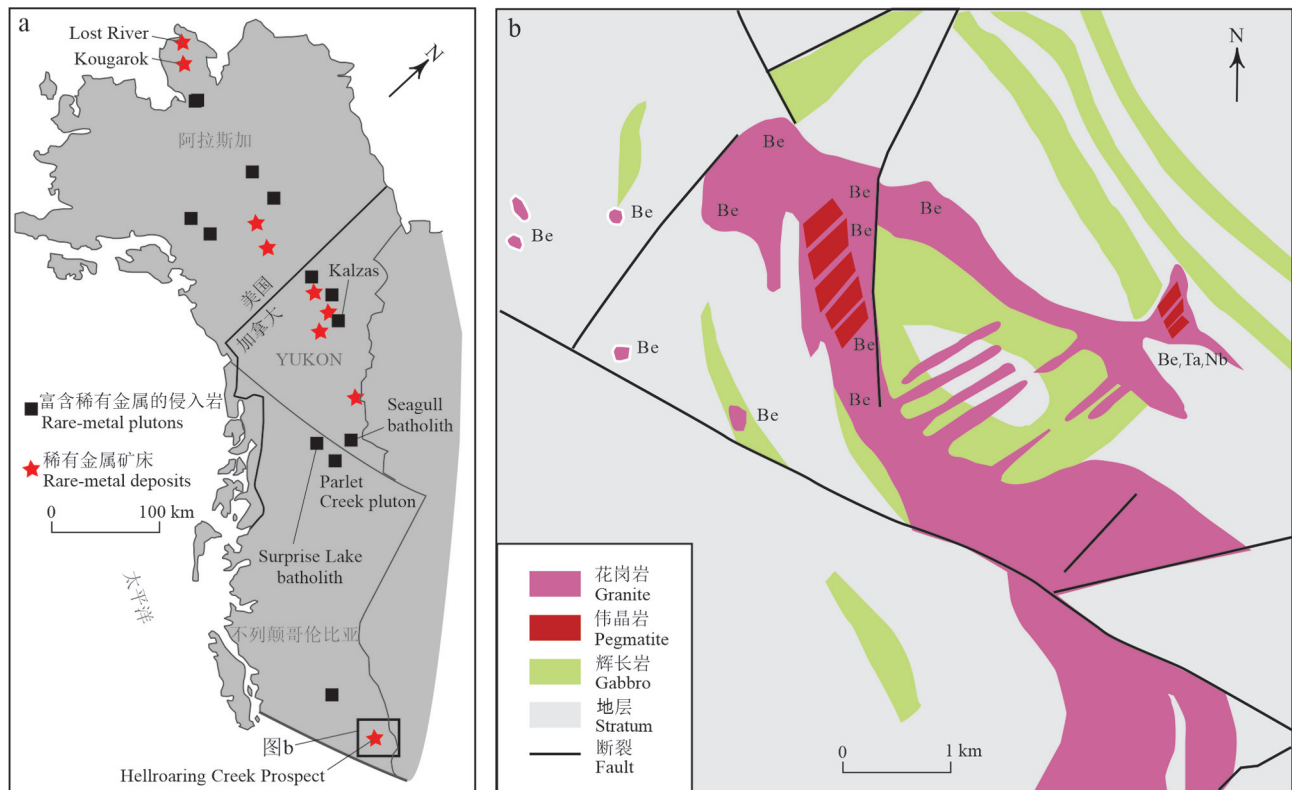 a
Lost River
Kougarok
N
阿拉斯加
美国
加拿大
Kalzas
YUKON
富含稀有金属的侵入岩
Rare-metal plutons
稀有金属矿床
Rare-metal deposits
0 100 km
Seagull
batholith
Parlet
Creek pluton
Surprise Lake
batholith
太平洋
不列颠哥伦比亚
图b
Hellroaring Creek Prospect
b
N
Be
Be
Be
Be
Be
Be
Be
Be
Be
Be
Be
Be
Be,Ta,Nb
花岗岩
Granite
伟晶岩
Pegmatite
辉长岩
Gabbro
地层
Stratum
断裂
Fault
0 1 km